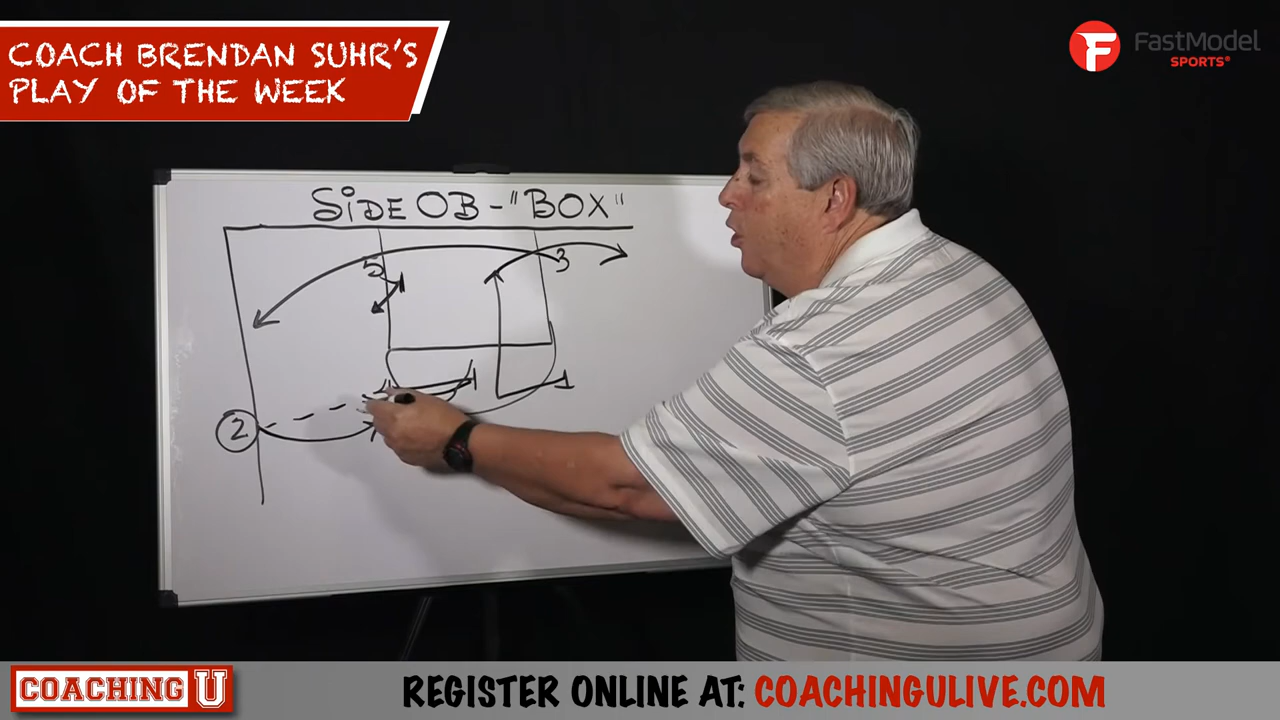 COACH BRENDAN SUHR'S
PLAY OF THE WEEK
F FastModel
SPORTS®
SIDE OB - "BOX"
5
3
1
2
COACHING U
REGISTER ONLINE AT: COACHINGULIVE.COM